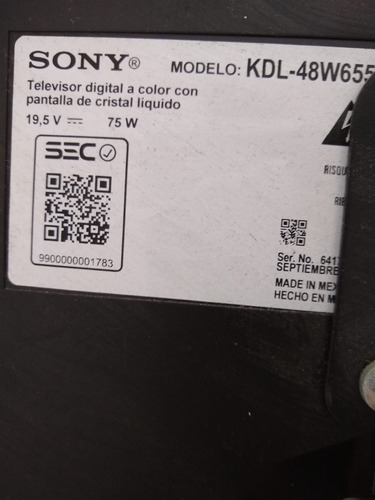 SONY®
MODELO: KDL-48W655
Televisor digital a color con
pantalla de cristal líquido
19,5 V ⎓ 75 W
SEC
9900000001783
Ser. No. 641
SEPTIEMBRE
MADE IN MEX
HECHO EN M